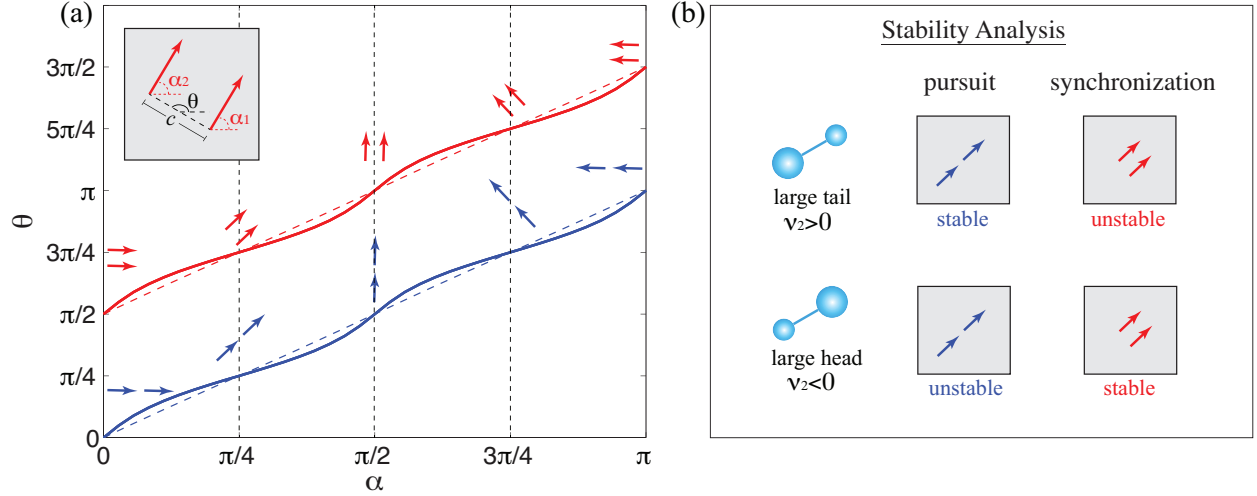 (a)
3π/2
5π/4
π
3π/4
π/2
π/4
0
θ
α2
θ
c
α1
0
π/4
π/2
3π/4
π
α
(b)
Stability Analysis
pursuit
synchronization
large tail
ν2>0
stable
unstable
large head
ν2<0
unstable
stable